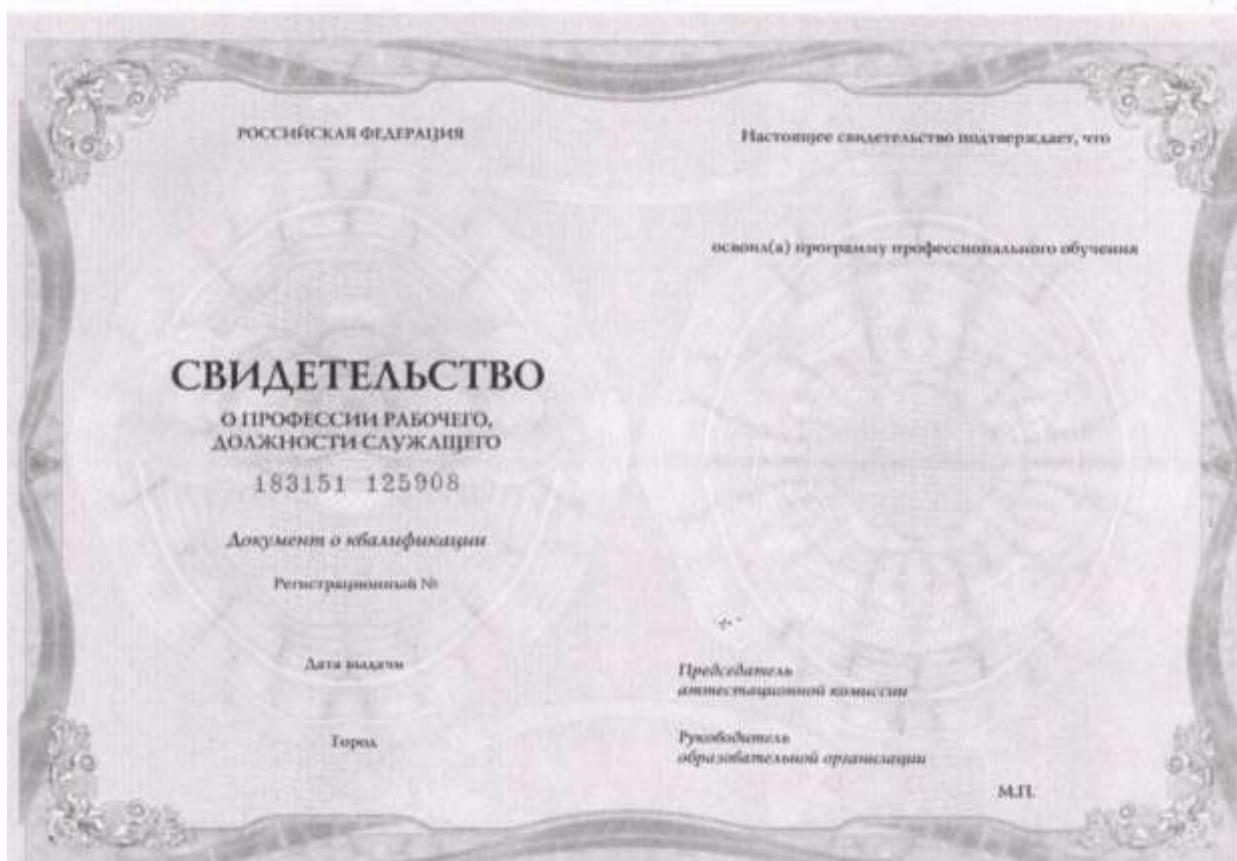 РОССИЙСКАЯ ФЕДЕРАЦИЯ
СВИДЕТЕЛЬСТВО
О ПРОФЕССИИ РАБОЧЕГО,
ДОЛЖНОСТИ СЛУЖАЩЕГО
183151 125908
Документ о квалификации
Регистрационный №
Дата выдачи
Город
Настоящее свидетельство подтверждает, что
освоил(а) программу профессионального обучения
Председатель
аттестационной комиссии
Руководитель
образовательной организации
М.П.